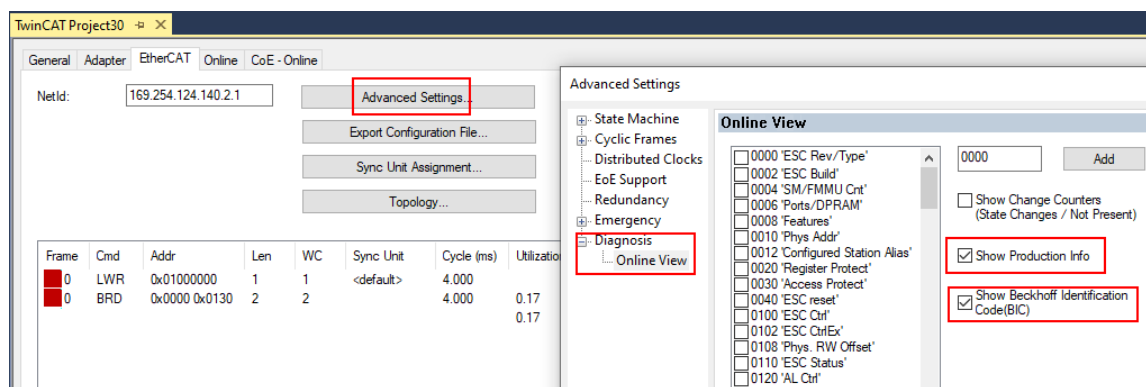 TwinCAT Project30
General Adapter EtherCAT Online CoE - Online
NetId: 169.254.124.140.2.1
Advanced Settings...
Export Configuration File...
Sync Unit Assignment...
Topology...
Frame Cmd Addr Len WC Sync Unit Cycle (ms) Utilizatio
0 LWR 0x01000000 1 1 <default> 4.000
0 BRD 0x0000 0x0130 2 2 4.000 0.17
0.17
Advanced Settings
State Machine
Cyclic Frames
Distributed Clocks
EoE Support
Redundancy
Emergency
Diagnosis
Online View
Online View
0000 'ESC Rev/Type'
0002 'ESC Build'
0004 'SM/FMMU Cnt'
0006 'Ports/DPRAM'
0008 'Features'
0010 'Phys Addr'
0012 'Configured Station Alias'
0020 'Register Protect'
0030 'Access Protect'
0040 'ESC reset'
0100 'ESC Ctrl'
0102 'ESC CtrlEx'
0108 'Phys. RW Offset'
0110 'ESC Status'
0120 'AL Ctrl'
0000 Add
Show Change Counters
(State Changes / Not Present)
Show Production Info
Show Beckhoff Identification
Code(BIC)